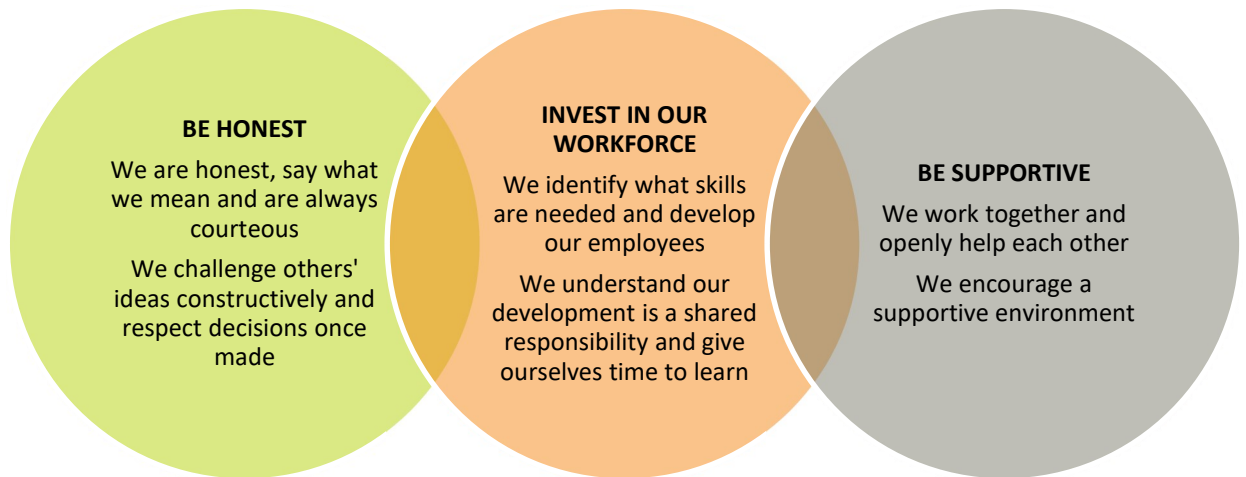 BE HONEST
We are honest, say what
we mean and are always
courteous
We challenge others'
ideas constructively and
respect decisions once
made
INVEST IN OUR
WORKFORCE
We identify what skills
are needed and develop
our employees
We understand our
development is a shared
responsibility and give
ourselves time to learn
BE SUPPORTIVE
We work together and
openly help each other
We encourage a
supportive environment